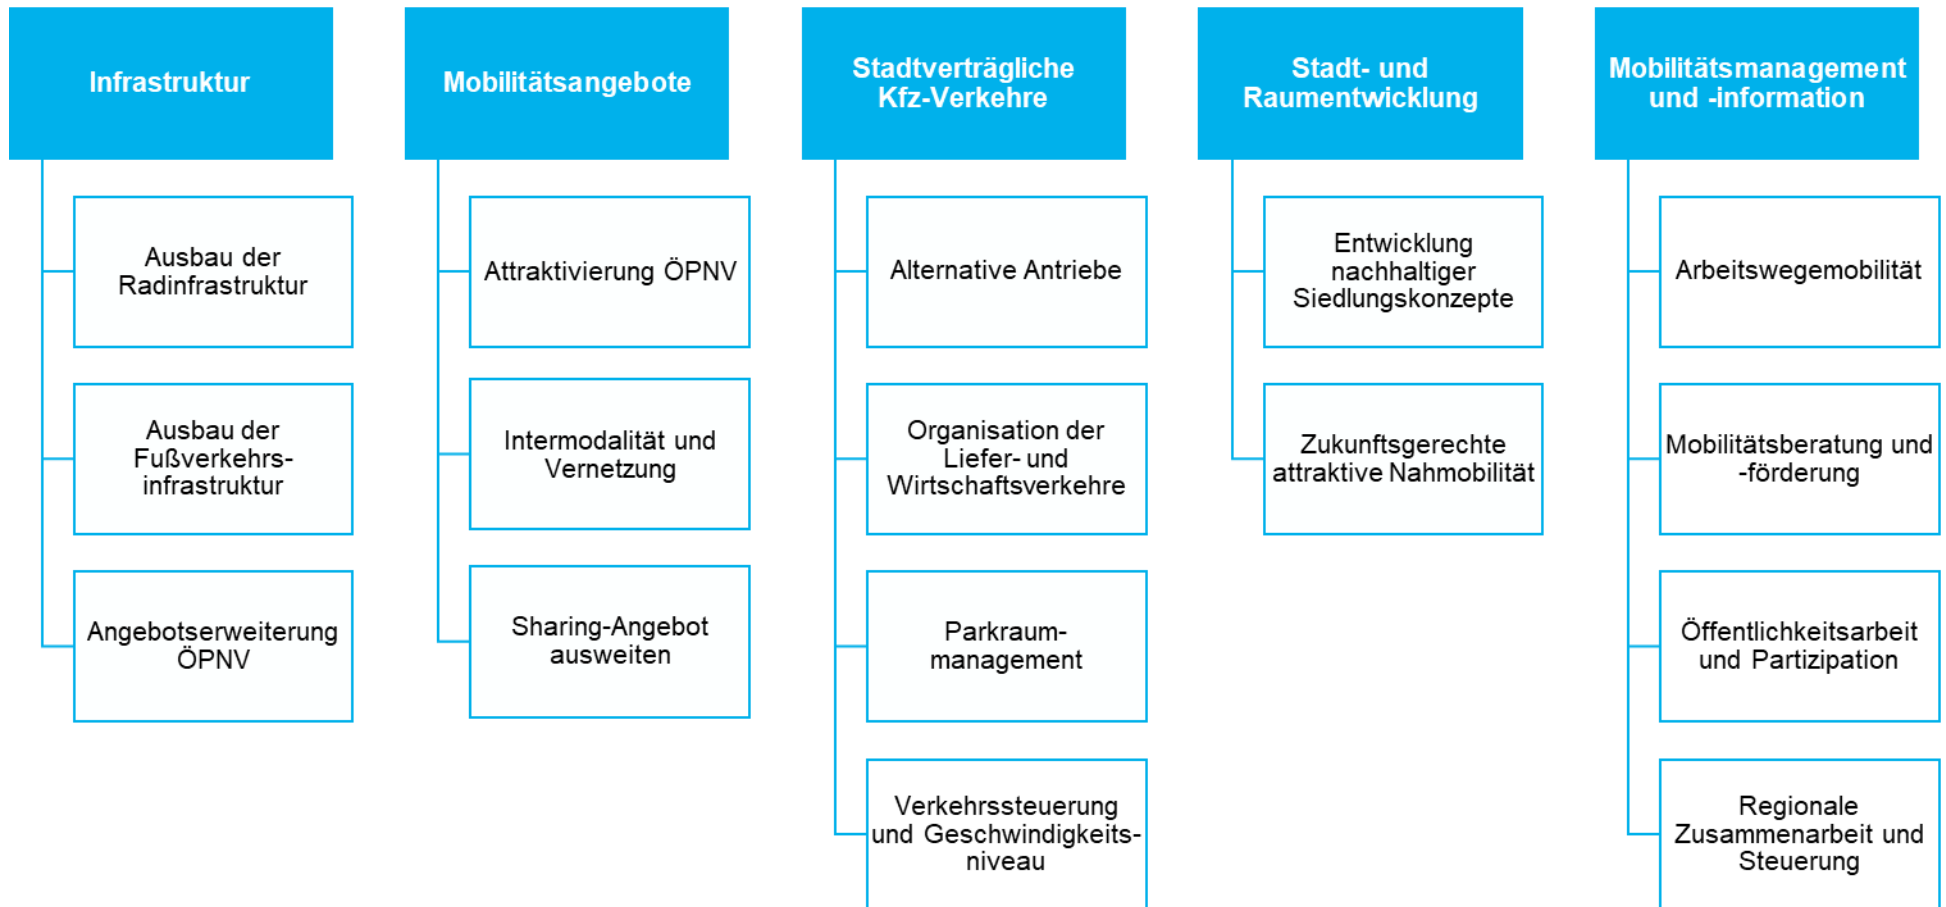 Infrastruktur
Ausbau der
Radinfrastruktur
Ausbau der
Fußverkehrs-
infrastruktur
Angebotserweiterung
ÖPNV
Mobilitätsangebote
Attraktivierung ÖPNV
Intermodalität und
Vernetzung
Sharing-Angebot
ausweiten
Stadtverträgliche
Kfz-Verkehre
Alternative Antriebe
Organisation der
Liefer- und
Wirtschaftsverkehre
Parkraum-
management
Verkehrssteuerung
und Geschwindigkeits-
niveau
Stadt- und
Raumentwicklung
Entwicklung
nachhaltiger
Siedlungskonzepte
Zukunftsgerechte
attraktive Nahmobilität
Mobilitätsmanagement
und -information
Arbeitswegemobilität
Mobilitätsberatung und
-förderung
Öffentlichkeitsarbeit
und Partizipation
Regionale
Zusammenarbeit und
Steuerung